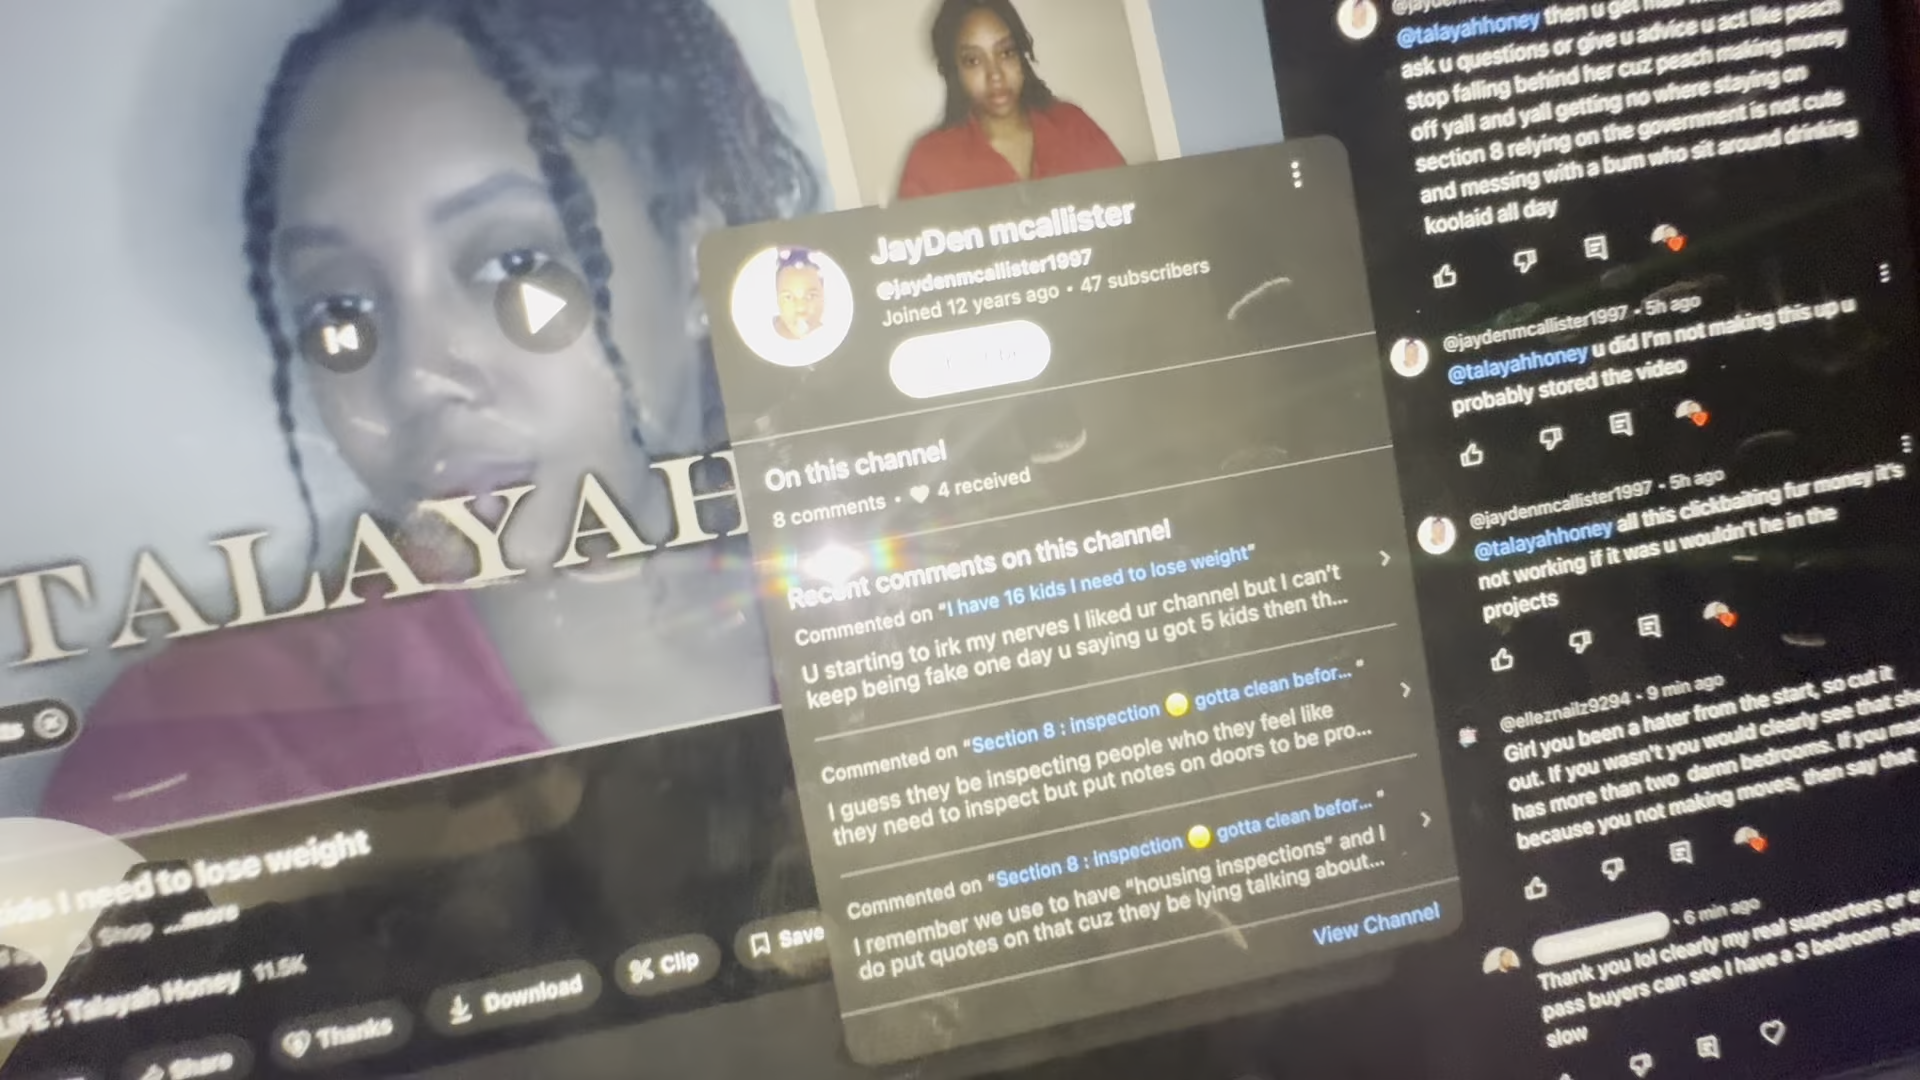 TALAYAH
kids I need to lose weight
Shop ...more
LIFE : Talayah Honey 11.5K
Share
Thanks
Download
Clip
Save
JayDen mcallister
@jaydenmcallister1997
Joined 12 years ago • 47 subscribers
On this channel
8 comments • 4 received
Recent comments on this channel
Commented on "I have 16 kids I need to lose weight"
U starting to irk my nerves I liked ur channel but I can't
keep being fake one day u saying u got 5 kids then th...
Commented on "Section 8 : inspection 🌝 gotta clean befor... "
I guess they be inspecting people who they feel like
they need to inspect but put notes on doors to be pro...
Commented on "Section 8 : inspection 🌝 gotta clean befor... "
I remember we use to have "housing inspections" and I
do put quotes on that cuz they be lying talking about...
View Channel
@talayahhoney then u get
ask u questions or give u advice u act like peach
stop falling behind her cuz peach making money
off yall and yall getting no where staying on
section 8 relying on the government is not cute
and messing with a bum who sit around drinking
koolaid all day
@jaydenmcallister1997 • 5h ago
@talayahhoney u did I'm not making this up u
probably stored the video
@jaydenmcallister1997 • 5h ago
@talayahhoney all this clickbaiting fur money it's
not working if it was u wouldn't he in the
projects
@elleznailz9294 • 9 min ago
Girl you been a hater from the start, so cut it
out. If you wasn't you would clearly see that she
has more than two damn bedrooms. If you mad
because you not making moves, then say that
• 6 min ago
Thank you lol clearly my real supporters or even
pass buyers can see I have a 3 bedroom she
slow